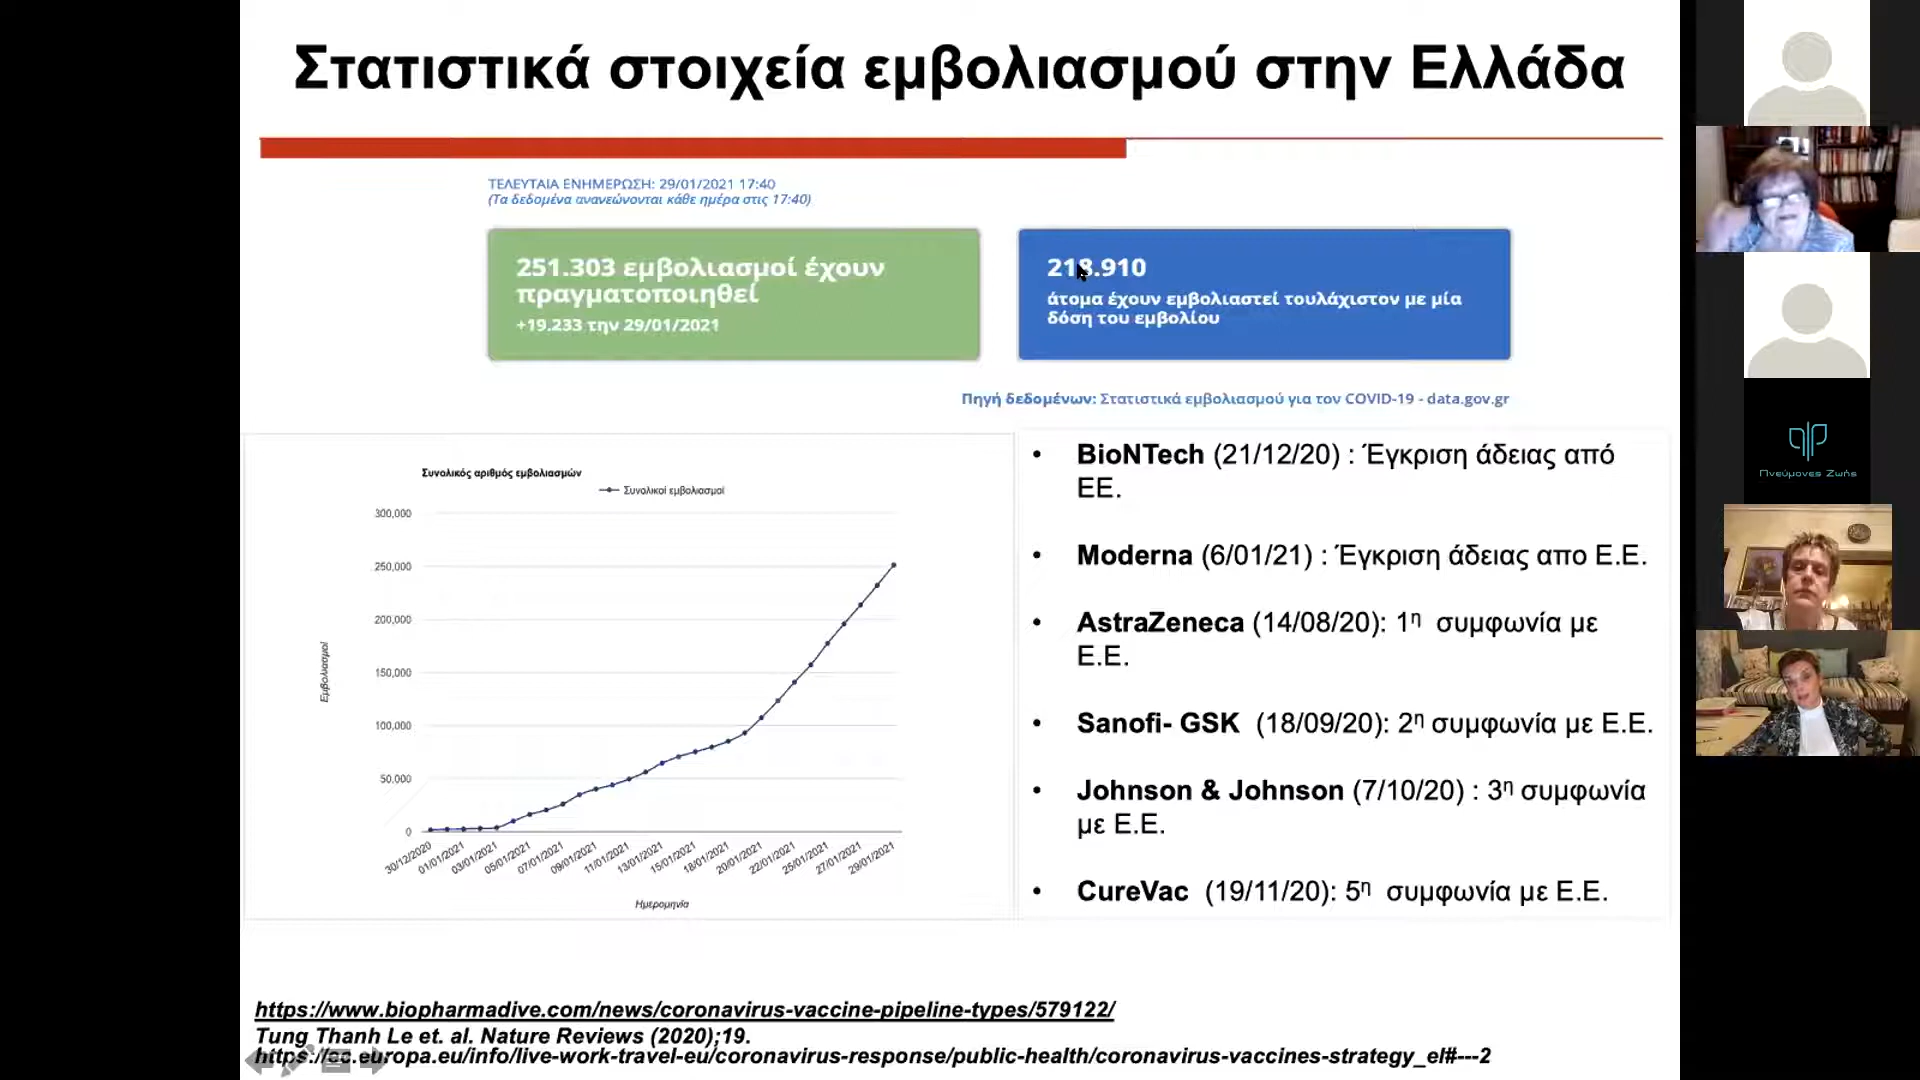 Στατιστικά στοιχεία εμβολιασμού στην Ελλάδα
ΤΕΛΕΥΤΑΙΑ ΕΝΗΜΕΡΩΣΗ: 29/01/2021 17:40
(Τα δεδομένα ανανεώνονται κάθε ημέρα στις 17:40)
251.303 εμβολιασμοί έχουν
πραγματοποιηθεί
+19.233 την 29/01/2021
218.910
άτομα έχουν εμβολιαστεί τουλάχιστον με μία
δόση του εμβολίου
Πηγή δεδομένων: Στατιστικά εμβολιασμού για τον COVID-19 - data.gov.gr
Συνολικός αριθμός εμβολιασμών
Συνολικοί εμβολιασμοί
300,000
250,000
200,000
150,000
100,000
50,000
0
Εμβολιασμοί
30/12/2020
01/01/2021
03/01/2021
05/01/2021
07/01/2021
09/01/2021
11/01/2021
13/01/2021
15/01/2021
18/01/2021
20/01/2021
22/01/2021
25/01/2021
27/01/2021
29/01/2021
Ημερομηνία
• BioNTech (21/12/20) : Έγκριση άδειας από
ΕΕ.
• Moderna (6/01/21) : Έγκριση άδειας απο Ε.Ε.
• AstraZeneca (14/08/20): 1η συμφωνία με
Ε.Ε.
• Sanofi- GSK (18/09/20): 2η συμφωνία με Ε.Ε.
• Johnson & Johnson (7/10/20) : 3η συμφωνία
με Ε.Ε.
• CureVac (19/11/20): 5η συμφωνία με Ε.Ε.
https://www.biopharmadive.com/news/coronavirus-vaccine-pipeline-types/579122/
Tung Thanh Le et. al. Nature Reviews (2020);19.
https://ec.europa.eu/info/live-work-travel-eu/coronavirus-response/public-health/coronavirus-vaccines-strategy_el#---2
Πνεύμονες Ζωής